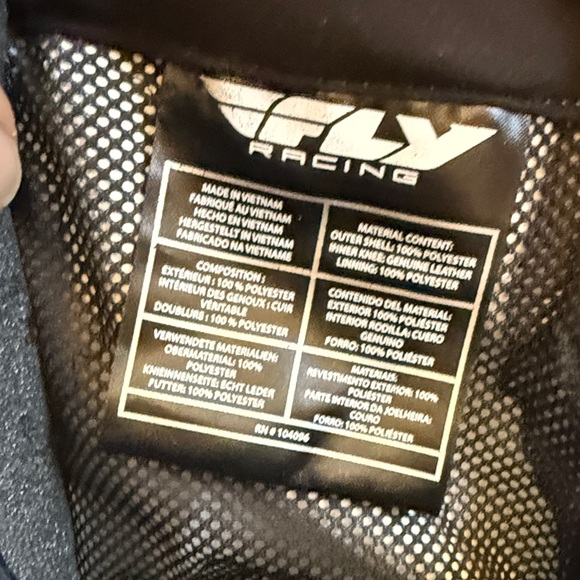 FLY
RACING
MADE IN VIETNAM
FABRIQUÉ AU VIETNAM
HECHO EN VIETNAM
HERGESTELLT IN VIETNAM
FABRICADO NA VIETNAME
MATERIAL CONTENT:
OUTER SHELL: 100% POLYESTER
INNER KNEE: GENUINE LEATHER
LINNING: 100% POLYESTER
COMPOSITION :
EXTÉRIEUR : 100 % POLYESTER
INTÉRIEUR DES GENOUX : CUIR
VÉRITABLE
DOUBLURE : 100 % POLYESTER
CONTENIDO DEL MATERIAL:
EXTERIOR 100% POLIÉSTER
INTERIOR RODILLA: CUERO
GENUINO
FORRO: 100% POLIÉSTER
VERWENDETE MATERIALIEN:
OBERMATERIAL: 100%
POLYESTER
KNIEINNENSEITE: ECHT LEDER
FUTTER: 100% POLYESTER
MATERIAIS:
REVESTIMENTO EXTERIOR: 100%
POLIÉSTER
PARTE INTERIOR DA JOELHEIRA:
COURO
FORRO: 100% POLIÉSTER
RN # 104096